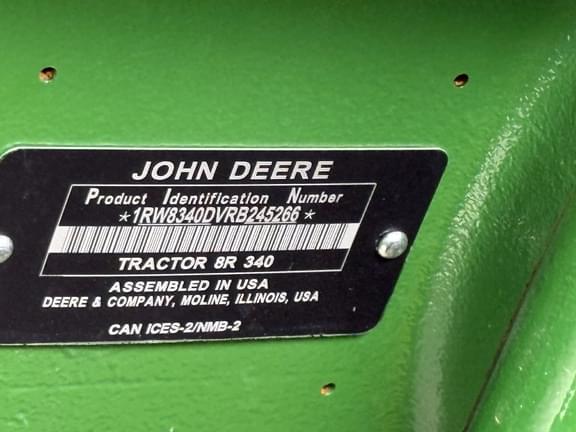 JOHN DEERE
Product Identification Number
*1RW8340DVRB245266*
TRACTOR 8R 340
ASSEMBLED IN USA
DEERE & COMPANY, MOLINE, ILLINOIS, USA
CAN ICES-2/NMB-2